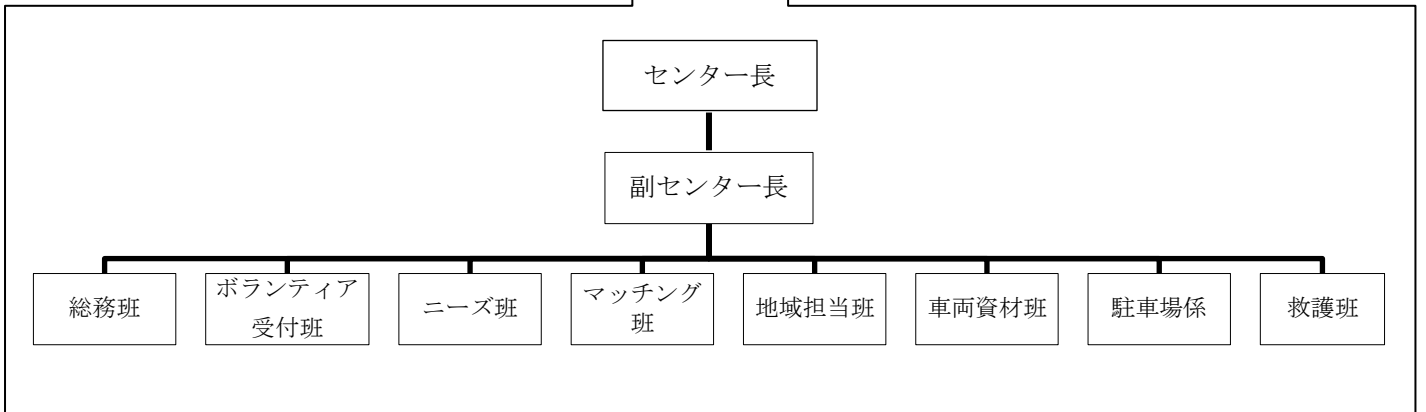 センター長
副センター長
総務班
ボランティア
受付班
ニーズ班
マッチング
班
地域担当班
車両資材班
駐車場係
救護班